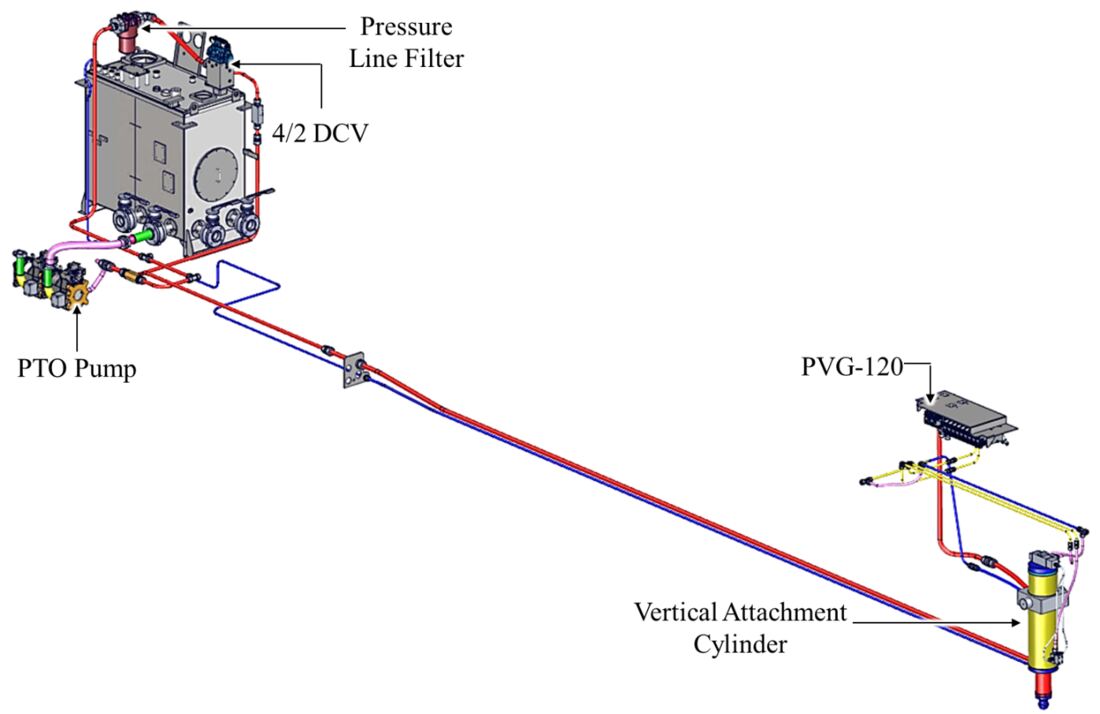 Pressure
Line Filter
4/2 DCV
PTO Pump
PVG-120
Vertical Attachment
Cylinder